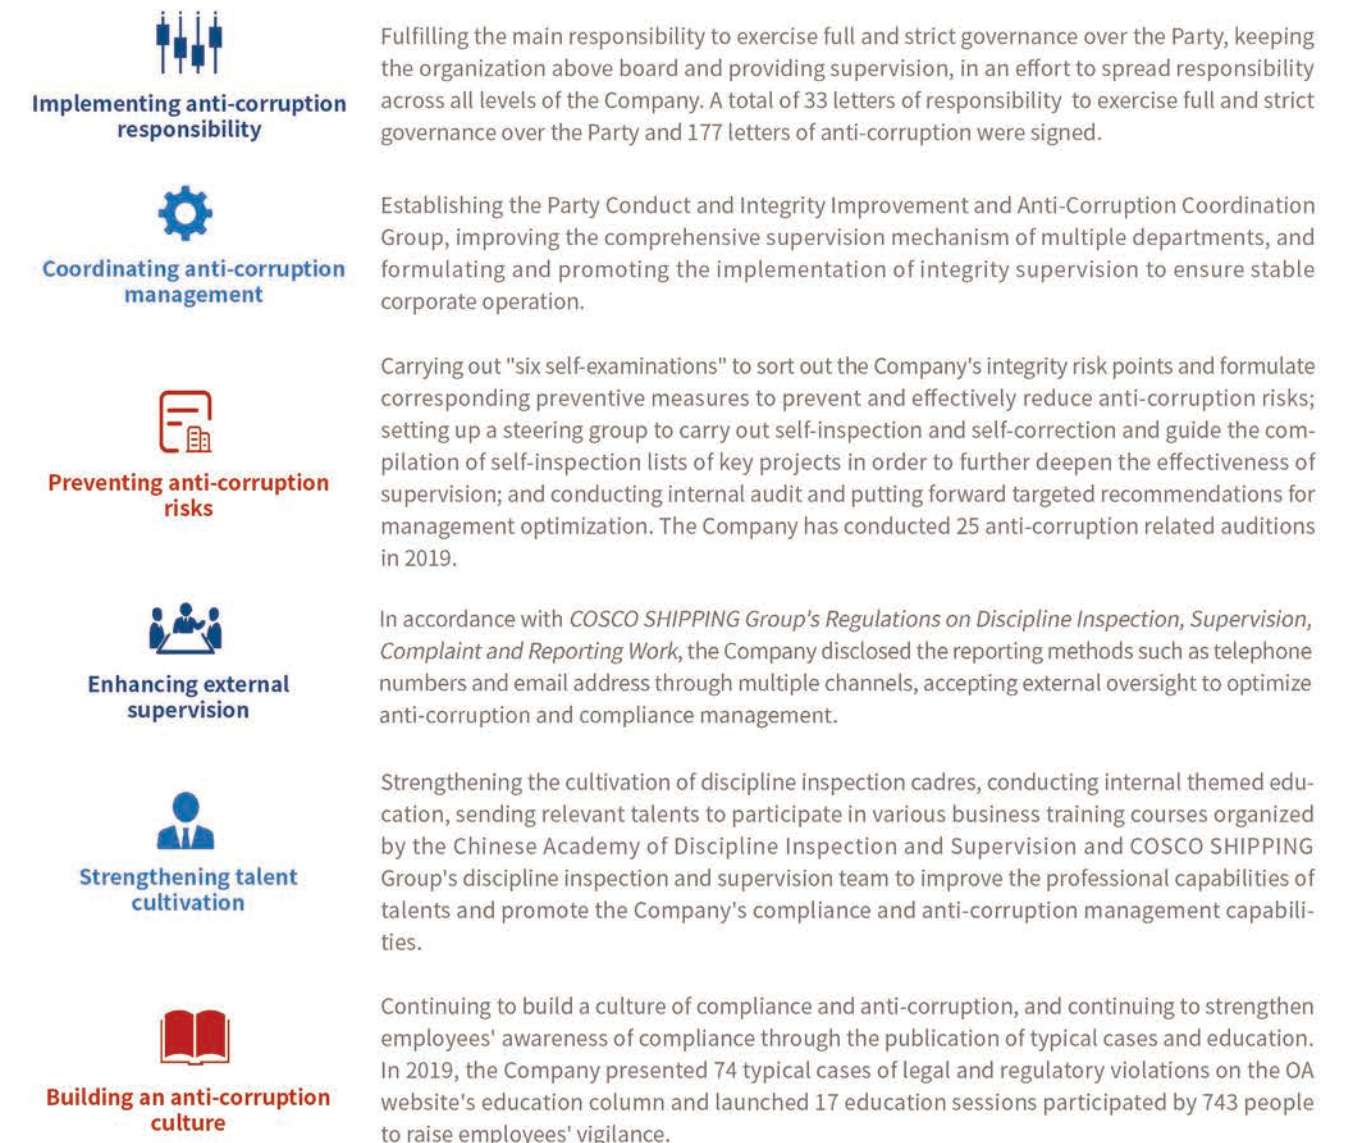 Implementing anti-corruption
responsibility
Fulfilling the main responsibility to exercise full and strict governance over the Party, keeping
the organization above board and providing supervision, in an effort to spread responsibility
across all levels of the Company. A total of 33 letters of responsibility to exercise full and strict
governance over the Party and 177 letters of anti-corruption were signed.
Coordinating anti-corruption
management
Establishing the Party Conduct and Integrity Improvement and Anti-Corruption Coordination
Group, improving the comprehensive supervision mechanism of multiple departments, and
formulating and promoting the implementation of integrity supervision to ensure stable
corporate operation.
Preventing anti-corruption
risks
Carrying out "six self-examinations" to sort out the Company's integrity risk points and formulate
corresponding preventive measures to prevent and effectively reduce anti-corruption risks;
setting up a steering group to carry out self-inspection and self-correction and guide the com-
pilation of self-inspection lists of key projects in order to further deepen the effectiveness of
supervision; and conducting internal audit and putting forward targeted recommendations for
management optimization. The Company has conducted 25 anti-corruption related auditions
in 2019.
Enhancing external
supervision
In accordance with COSCO SHIPPING Group's Regulations on Discipline Inspection, Supervision,
Complaint and Reporting Work, the Company disclosed the reporting methods such as telephone
numbers and email address through multiple channels, accepting external oversight to optimize
anti-corruption and compliance management.
Strengthening talent
cultivation
Strengthening the cultivation of discipline inspection cadres, conducting internal themed edu-
cation, sending relevant talents to participate in various business training courses organized
by the Chinese Academy of Discipline Inspection and Supervision and COSCO SHIPPING
Group's discipline inspection and supervision team to improve the professional capabilities of
talents and promote the Company's compliance and anti-corruption management capabili-
ties.
Building an anti-corruption
culture
Continuing to build a culture of compliance and anti-corruption, and continuing to strengthen
employees' awareness of compliance through the publication of typical cases and education.
In 2019, the Company presented 74 typical cases of legal and regulatory violations on the OA
website's education column and launched 17 education sessions participated by 743 people
to raise employees' vigilance.